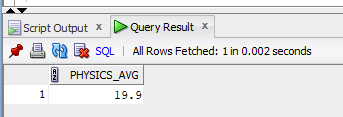 Script Output × Query Result ×
SQL | All Rows Fetched: 1 in 0.002 seconds
PHYSICS_AVG
1 19.9